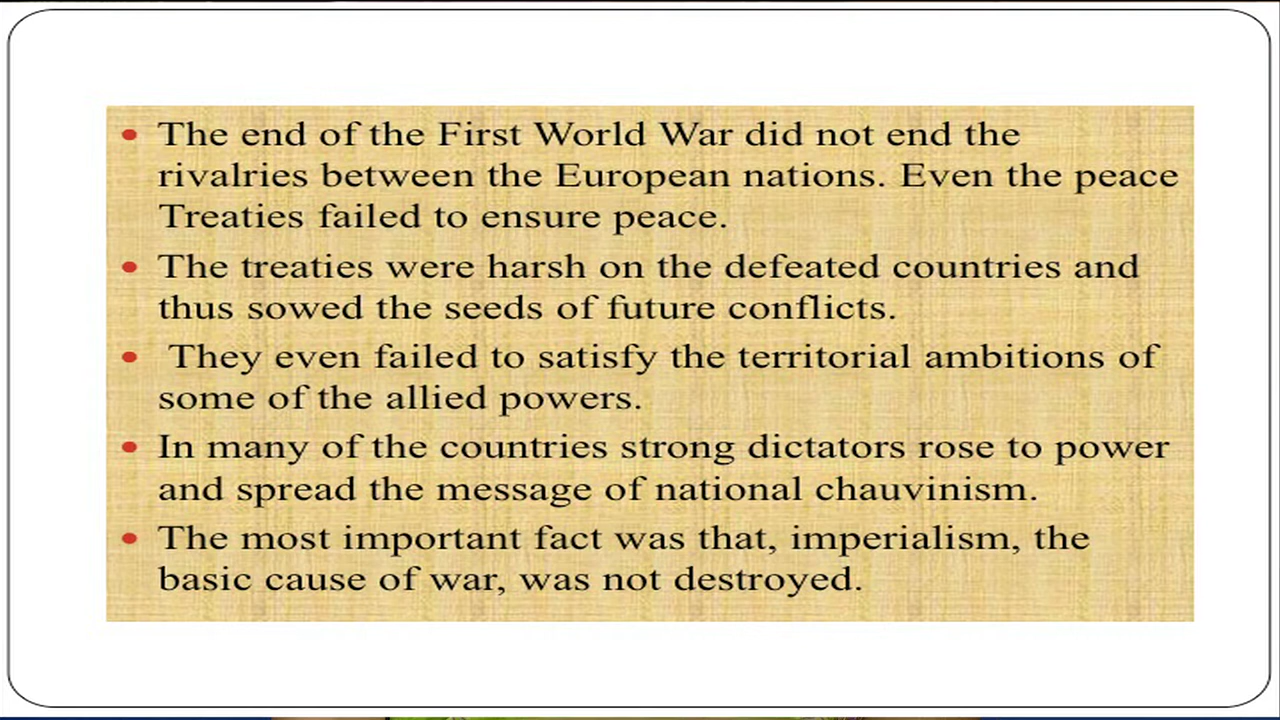 • The end of the First World War did not end the
rivalries between the European nations. Even the peace
Treaties failed to ensure peace.
• The treaties were harsh on the defeated countries and
thus sowed the seeds of future conflicts.
• They even failed to satisfy the territorial ambitions of
some of the allied powers.
• In many of the countries strong dictators rose to power
and spread the message of national chauvinism.
• The most important fact was that, imperialism, the
basic cause of war, was not destroyed.